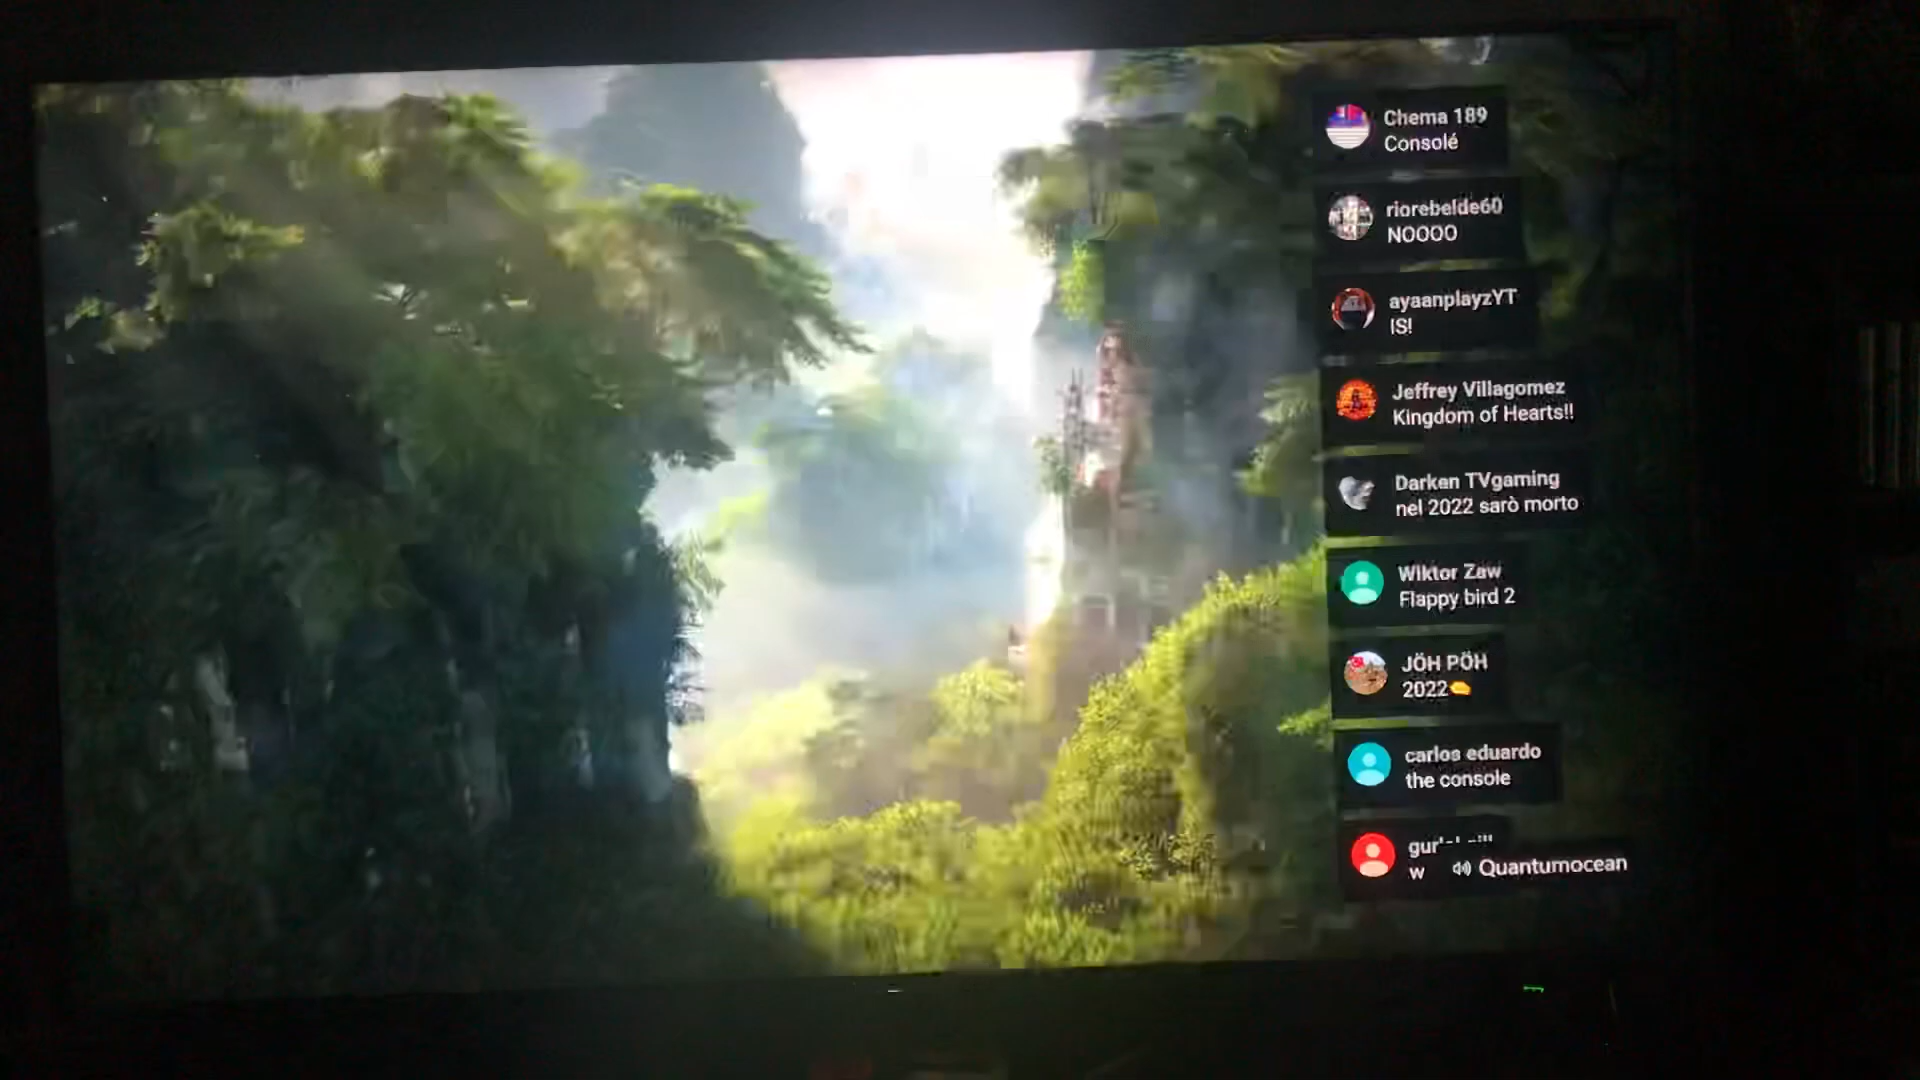 Chema 189
Consolé
riorebelde60
NOOOO
ayaanplayzYT
IS!
Jeffrey Villagomez
Kingdom of Hearts!!
Darken TVgaming
nel 2022 sarò morto
Wiktor Zaw
Flappy bird 2
JÖH PÖH
2022
carlos eduardo
the console
w
Quantumocean